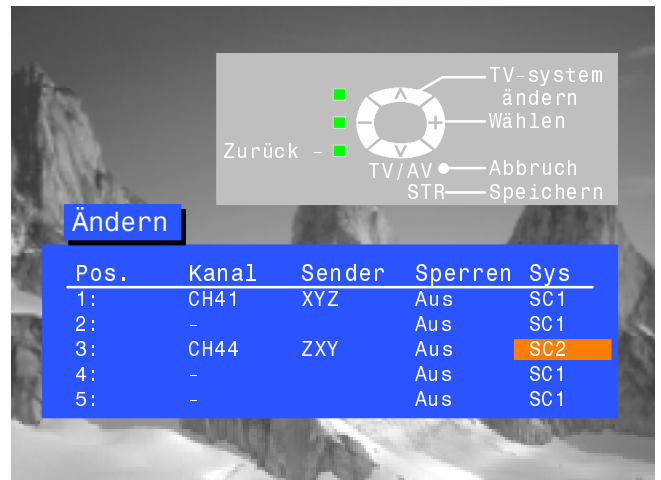 TV-system
ändern
Wählen
Zurück -
TV/AV Abbruch
STR Speichern
Ändern
Pos. Kanal Sender Sperren Sys
1: CH41 XYZ Aus SC1
2: - Aus SC1
3: CH44 ZXY Aus SC2
4: - Aus SC1
5: - Aus SC1